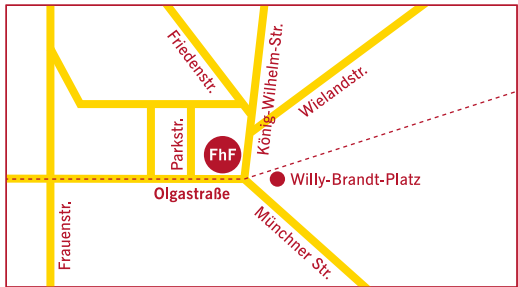 Friedenstr.
König-Wilhelm-Str.
Wielandstr.
Parkstr.
FhF
Willy-Brandt-Platz
Olgastraße
Frauenstr.
Münchner Str.